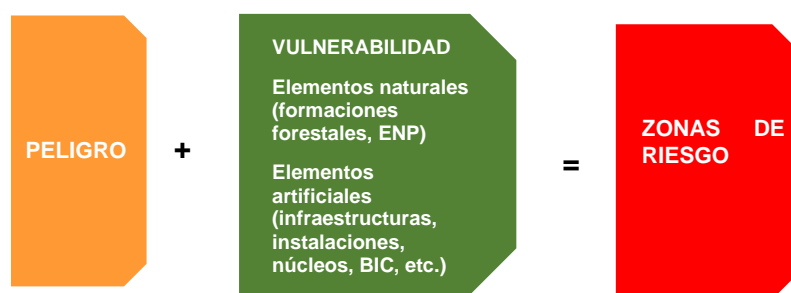 PELIGRO
+
VULNERABILIDAD
Elementos naturales
(formaciones
forestales, ENP)
Elementos
artificiales
(infraestructuras,
instalaciones,
núcleos, BIC, etc.)
=
ZONAS DE
RIESGO